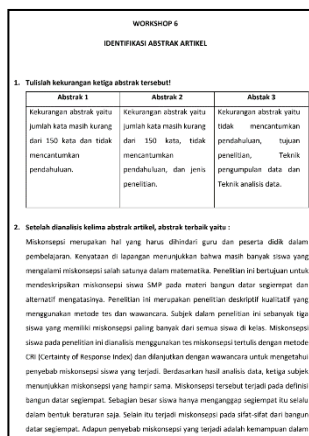 WORKSHOP 6
IDENTIFIKASI ABSTRAK ARTIKEL
1. Tulislah kekurangan ketiga abstrak tersebut!
Abstrak 1
Kekurangan abstrak yaitu
jumlah kata masih kurang
dari 150 kata dan tidak
mencantumkan
pendahuluan.
Abstrak 2
Kekurangan abstrak yaitu
jumlah kata masih kurang
dari 150 kata, tidak
mencantumkan
pendahuluan, dan jenis
penelitian.
Abstak 3
Kekurangan abstrak yaitu
tidak mencantumkan
pendahuluan, tujuan
penelitian, Teknik
pengumpulan data dan
Teknik analisis data.
2. Setelah dianalisis kelima abstrak artikel, abstrak terbaik yaitu :
Miskonsepsi merupakan hal yang harus dihindari guru dan peserta didik dalam
pembelajaran. Kenyataan di lapangan menunjukkan bahwa masih banyak siswa yang
mengalami miskonsepsi salah satunya dalam matematika. Penelitian ini bertujuan untuk
mendeskripsikan miskonsepsi siswa SMP pada materi bangun datar segiempat dan
alternatif mengatasinya. Penelitian ini merupakan penelitian deskriptif kualitatif yang
menggunakan metode tes dan wawancara. Subjek dalam penelitian ini sebanyak tiga
siswa yang memiliki miskonsepsi paling banyak dari semua siswa di kelas. Miskonsepsi
siswa pada penelitian ini dianalisis menggunakan tes miskonsepsi tertulis dengan metode
CRI (Certainty of Response Index) dan dilanjutkan dengan wawancara untuk mengetahui
penyebab miskonsepsi siswa yang terjadi. Berdasarkan hasil analisis data, ketiga subjek
menunjukkan miskonsepsi yang hampir sama. Miskonsepsi tersebut terjadi pada definisi
bangun datar segiempat. Sebagian besar siswa hanya menganggap segiempat itu selalu
dalam bentuk beraturan saja. Selain itu terjadi miskonsepsi pada sifat-sifat dari bangun
datar segiempat. Adapun penyebab miskonsepsi yang terjadi adalah kemampuan dalam